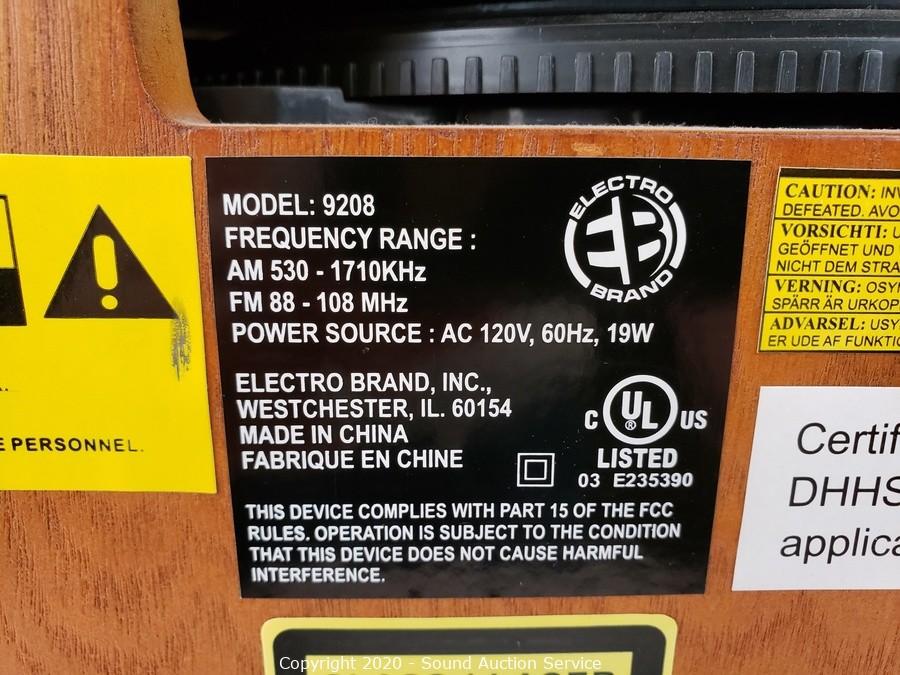 MODEL: 9208
FREQUENCY RANGE :
AM 530 - 1710KHz
FM 88 - 108 MHz
POWER SOURCE : AC 120V, 60Hz, 19W
ELECTRO
EB
BRAND
ELECTRO BRAND, INC.,
WESTCHESTER, IL. 60154
MADE IN CHINA
FABRIQUE EN CHINE
C UL ® US
LISTED
03 E235390
THIS DEVICE COMPLIES WITH PART 15 OF THE FCC
RULES. OPERATION IS SUBJECT TO THE CONDITION
THAT THIS DEVICE DOES NOT CAUSE HARMFUL
INTERFERENCE.
PERSONNEL.
CAUTION:
DEFEATED.
VORSICHTI:
GEÖFFNET UND
NICHT DEM
VERNING:
SPÄRR ÄR
ADVARSEL:
ER UDE AF
DHHS
Copyright 2020 - Sound Auction Service